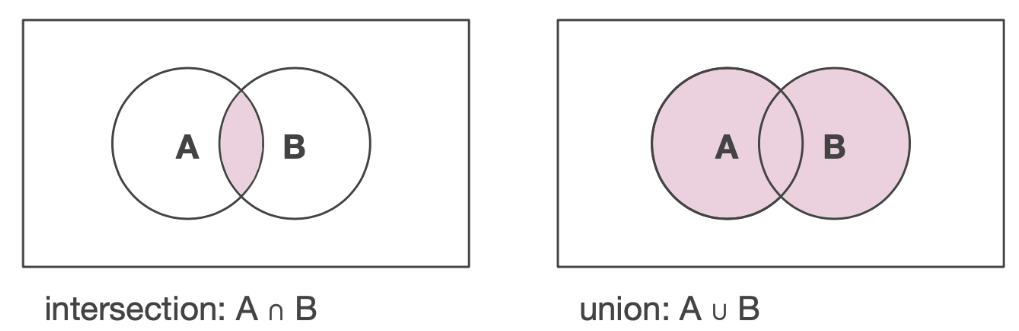 A B
intersection: A ∩ B
A B
union: A ∪ B